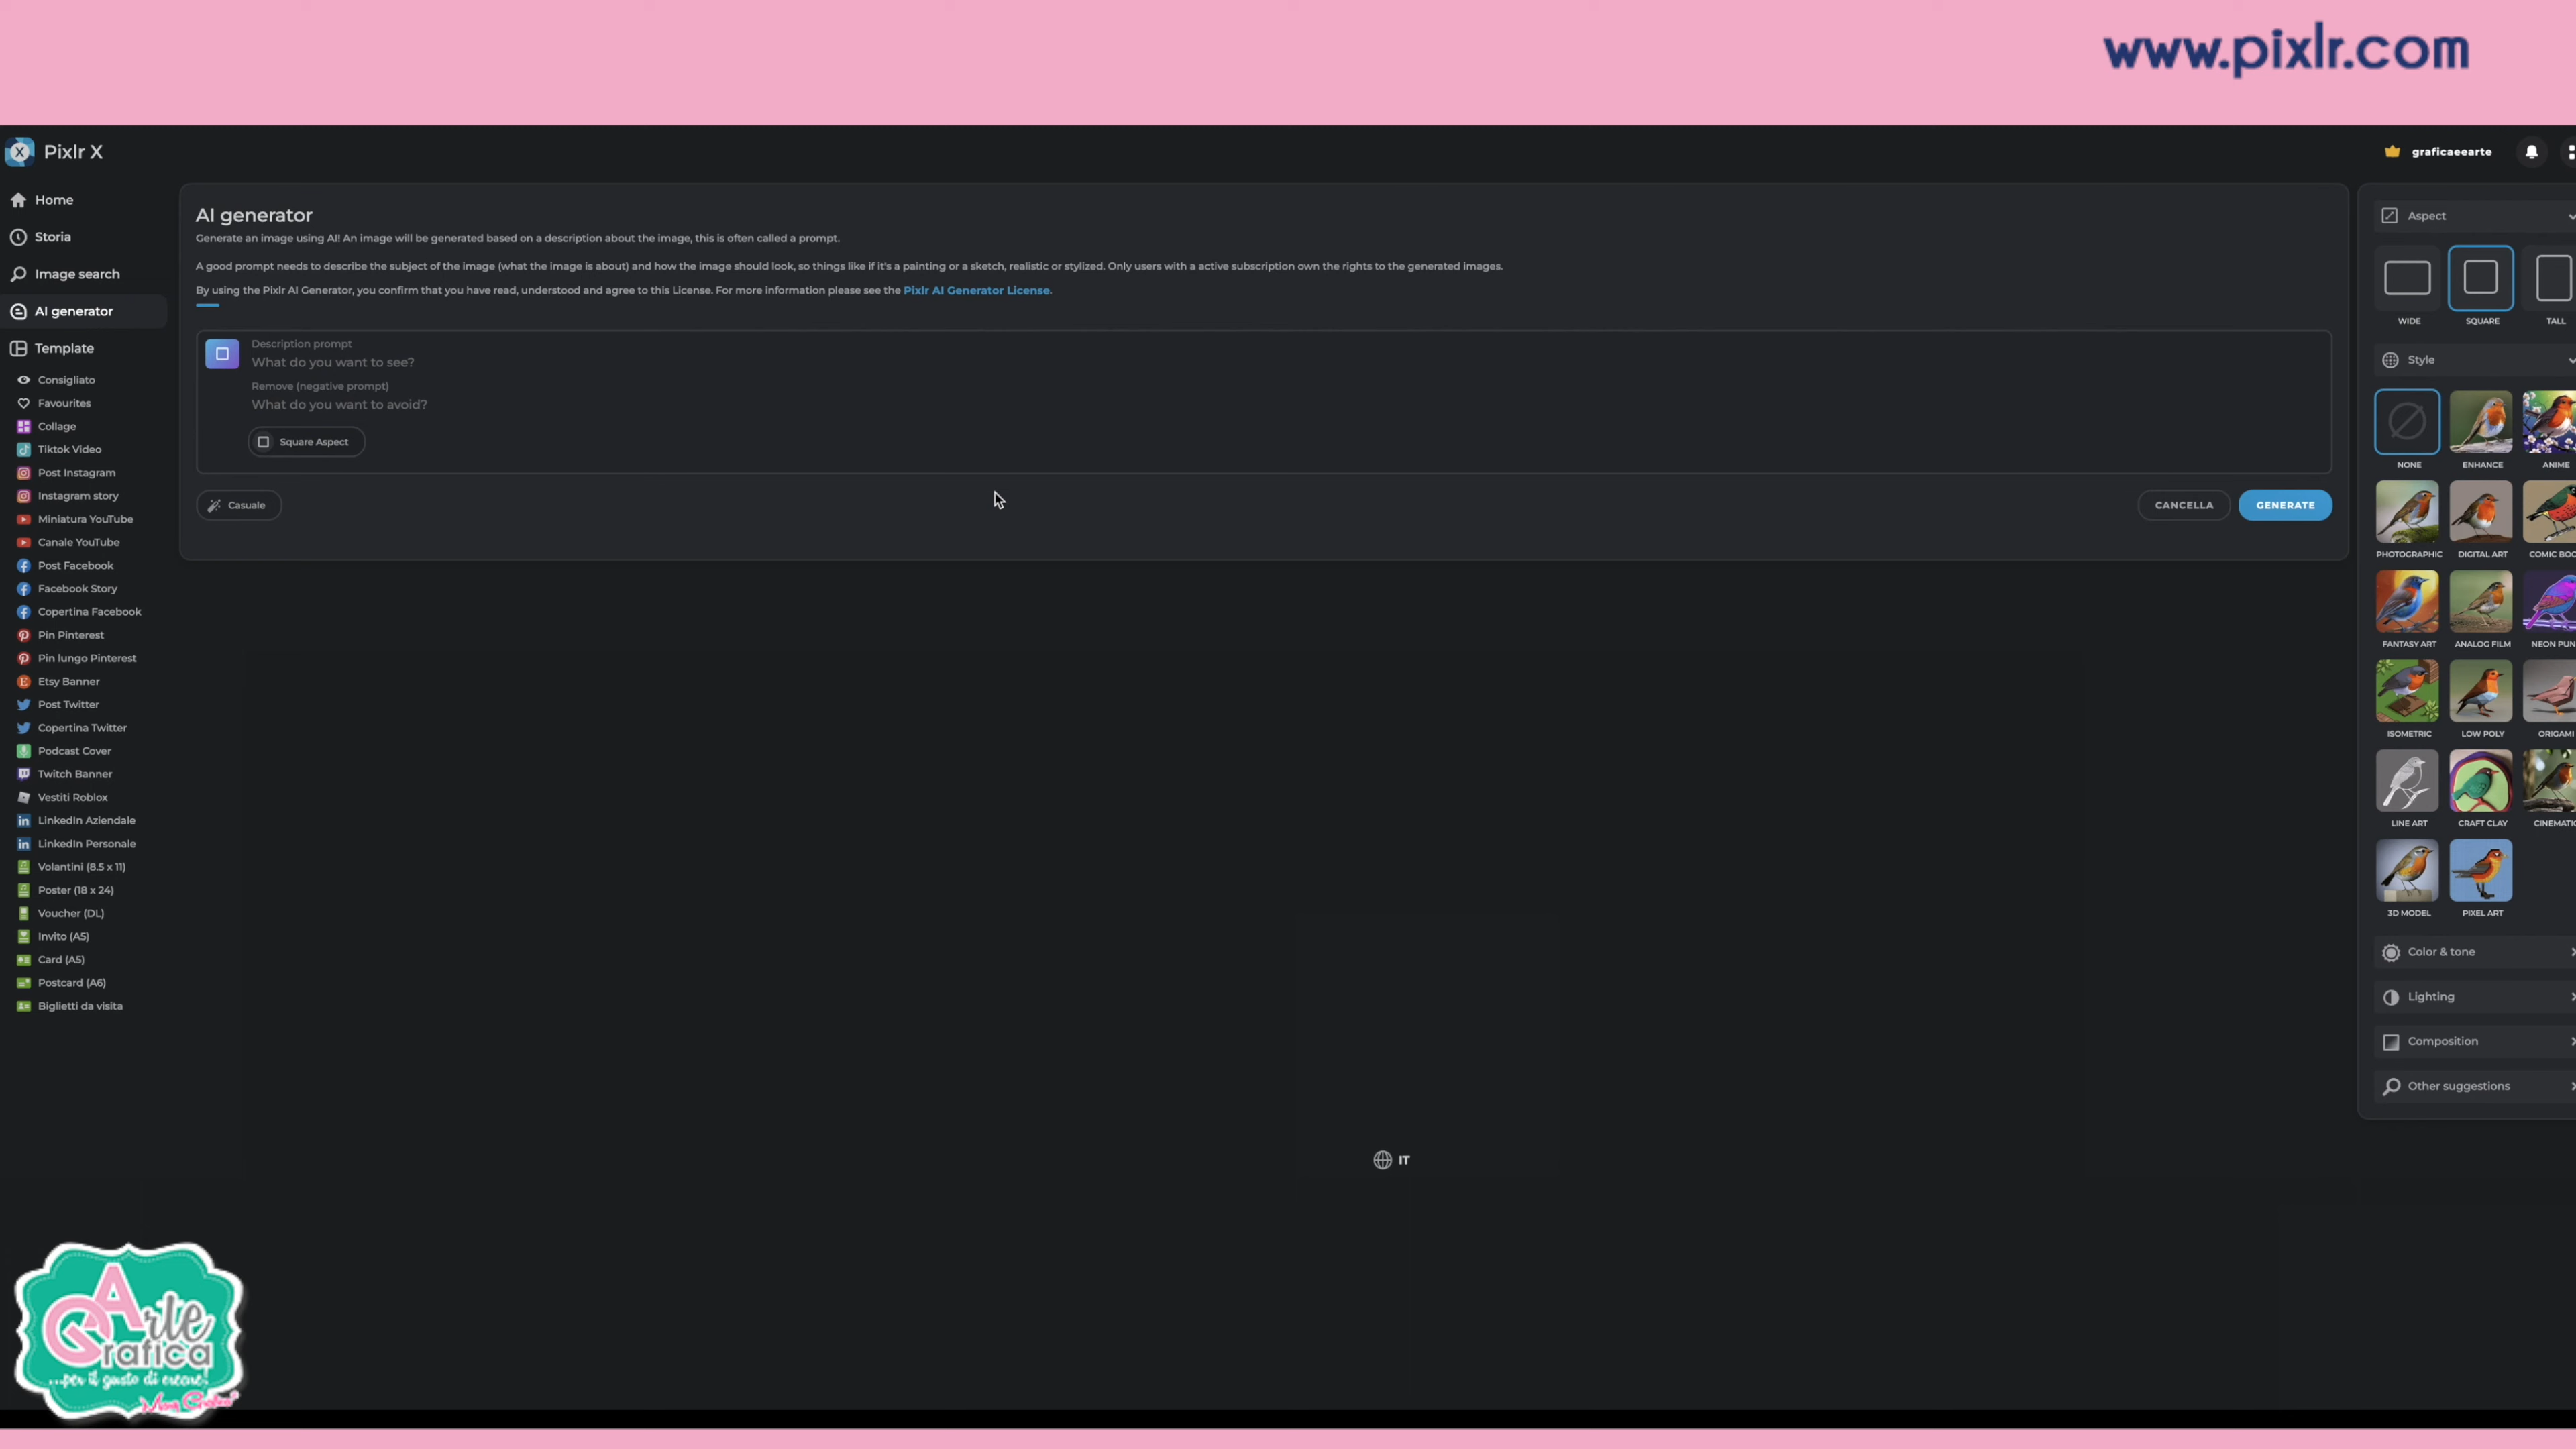 www.pixlr.com
Pixlr X
graficaeearte
Home
Storia
Image search
AI generator
Template
Consigliato
Favourites
Collage
Tiktok Video
Post Instagram
Instagram story
Miniatura YouTube
Canale YouTube
Post Facebook
Facebook Story
Copertina Facebook
Pin Pinterest
Pin lungo Pinterest
Etsy Banner
Post Twitter
Copertina Twitter
Podcast Cover
Twitch Banner
Vestiti Roblox
LinkedIn Aziendale
LinkedIn Personale
Volantini (8.5 x 11)
Poster (18 x 24)
Voucher (DL)
Invito (A5)
Card (A5)
Postcard (A6)
Biglietti da visita
AI generator
Generate an image using AI! An image will be generated based on a description about the image, this is often called a prompt.
A good prompt needs to describe the subject of the image (what the image is about) and how the image should look, so things like if it's a painting or a sketch, realistic or stylized. Only users with a active subscription own the rights to the generated images.
By using the Pixlr AI Generator, you confirm that you have read, understood and agree to this License. For more information please see the Pixlr AI Generator License.
Description prompt
What do you want to see?
Remove (negative prompt)
What do you want to avoid?
Square Aspect
Casuale
CANCELLA
GENERATE
Aspect
WIDE SQUARE TALL
Style
NONE ENHANCE ANIME
PHOTOGRAPHIC DIGITAL ART COMIC BOO
FANTASY ART ANALOG FILM NEON PUN
ISOMETRIC LOW POLY ORIGAMI
LINE ART CRAFT CLAY CINEMATIC
3D MODEL PIXEL ART
Color & tone
Lighting
Composition
Other suggestions
IT
Arte
Grafica
...per il gusto di creare!